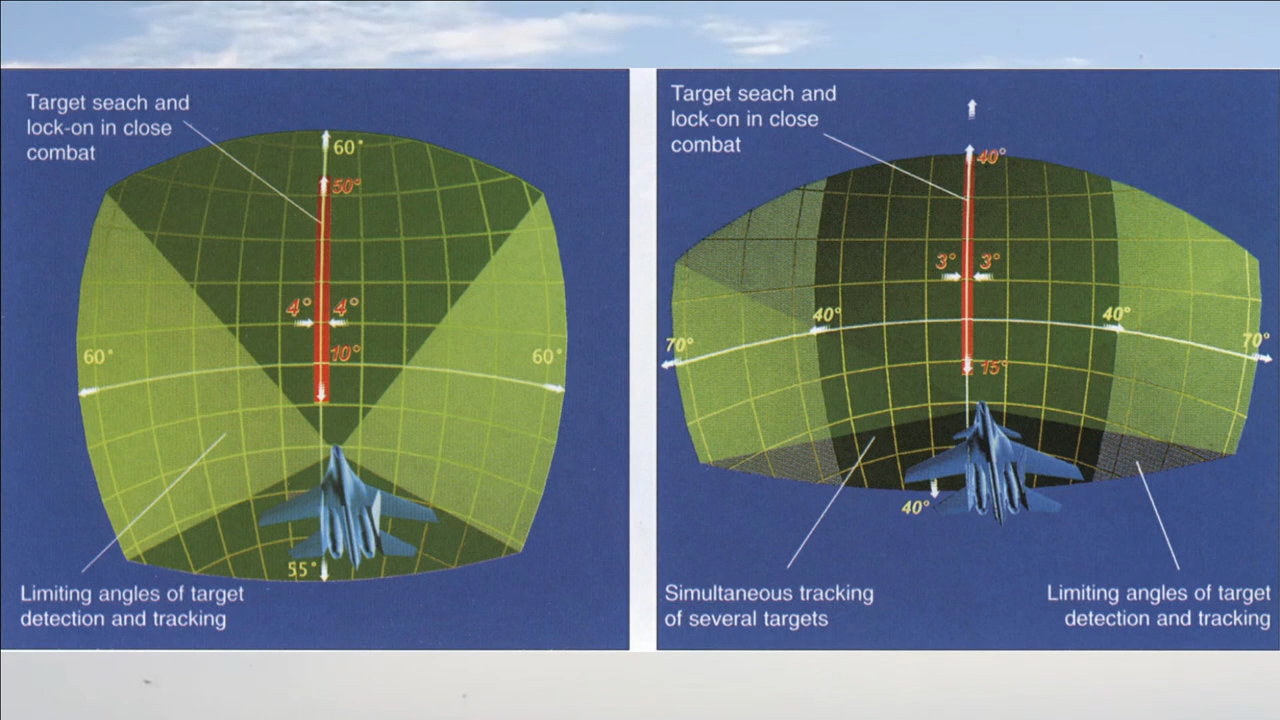 Target seach and
lock-on in close
combat
60°
50°
4° 4°
10°
60° 60°
55°
Limiting angles of target
detection and tracking
Target seach and
lock-on in close
combat
40°
3° 3°
40° 40°
70° 70°
15°
40°
Simultaneous tracking
of several targets
Limiting angles of target
detection and tracking